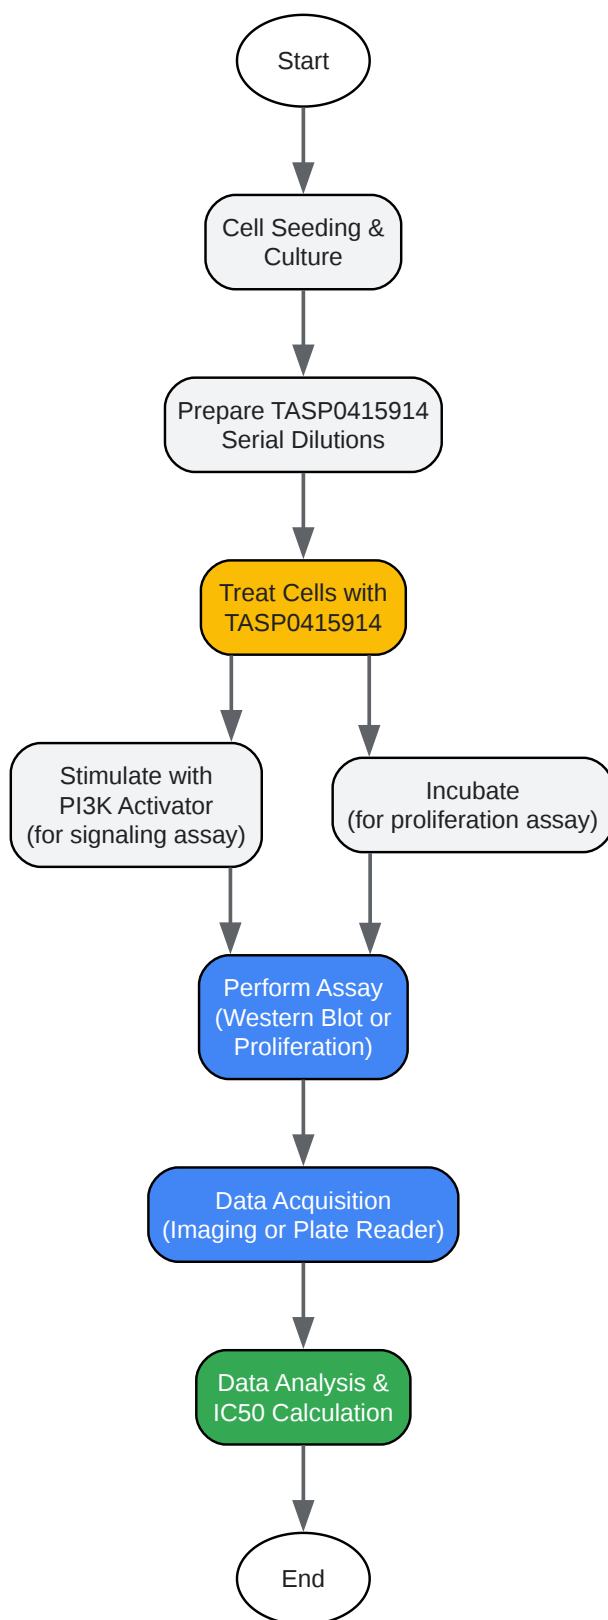 Start
Cell Seeding &
Culture
Prepare TASP0415914
Serial Dilutions
Treat Cells with
TASP0415914
Stimulate with
PI3K Activator
(for signaling assay)
Incubate
(for proliferation assay)
Perform Assay
(Western Blot or
Proliferation)
Data Acquisition
(Imaging or Plate Reader)
Data Analysis &
IC50 Calculation
End